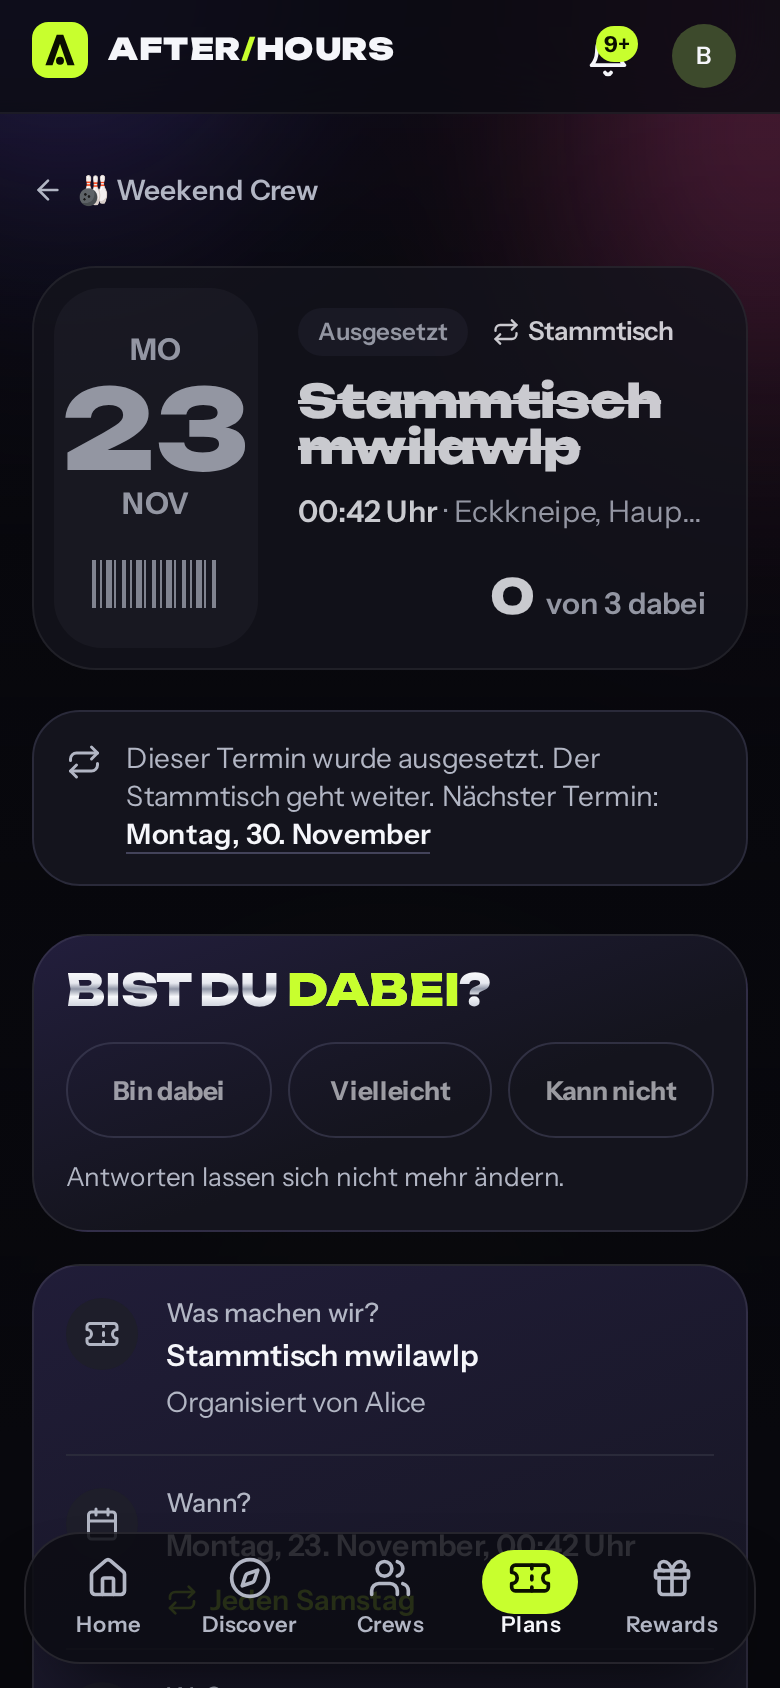 AFTER/HOURS
9+
B
Weekend Crew
MO
23
NOV
Ausgesetzt
Stammtisch
Stammtisch
mwilawlp
00:42 Uhr · Eckkneipe, Haup...
0 von 3 dabei
Dieser Termin wurde ausgesetzt. Der
Stammtisch geht weiter. Nächster Termin:
Montag, 30. November
BIST DU DABEI?
Bin dabei
Vielleicht
Kann nicht
Antworten lassen sich nicht mehr ändern.
Was machen wir?
Stammtisch mwilawlp
Organisiert von Alice
Wann?
Montag, 23. November, 00:42 Uhr
Jeden Samstag
Home
Discover
Crews
Plans
Rewards